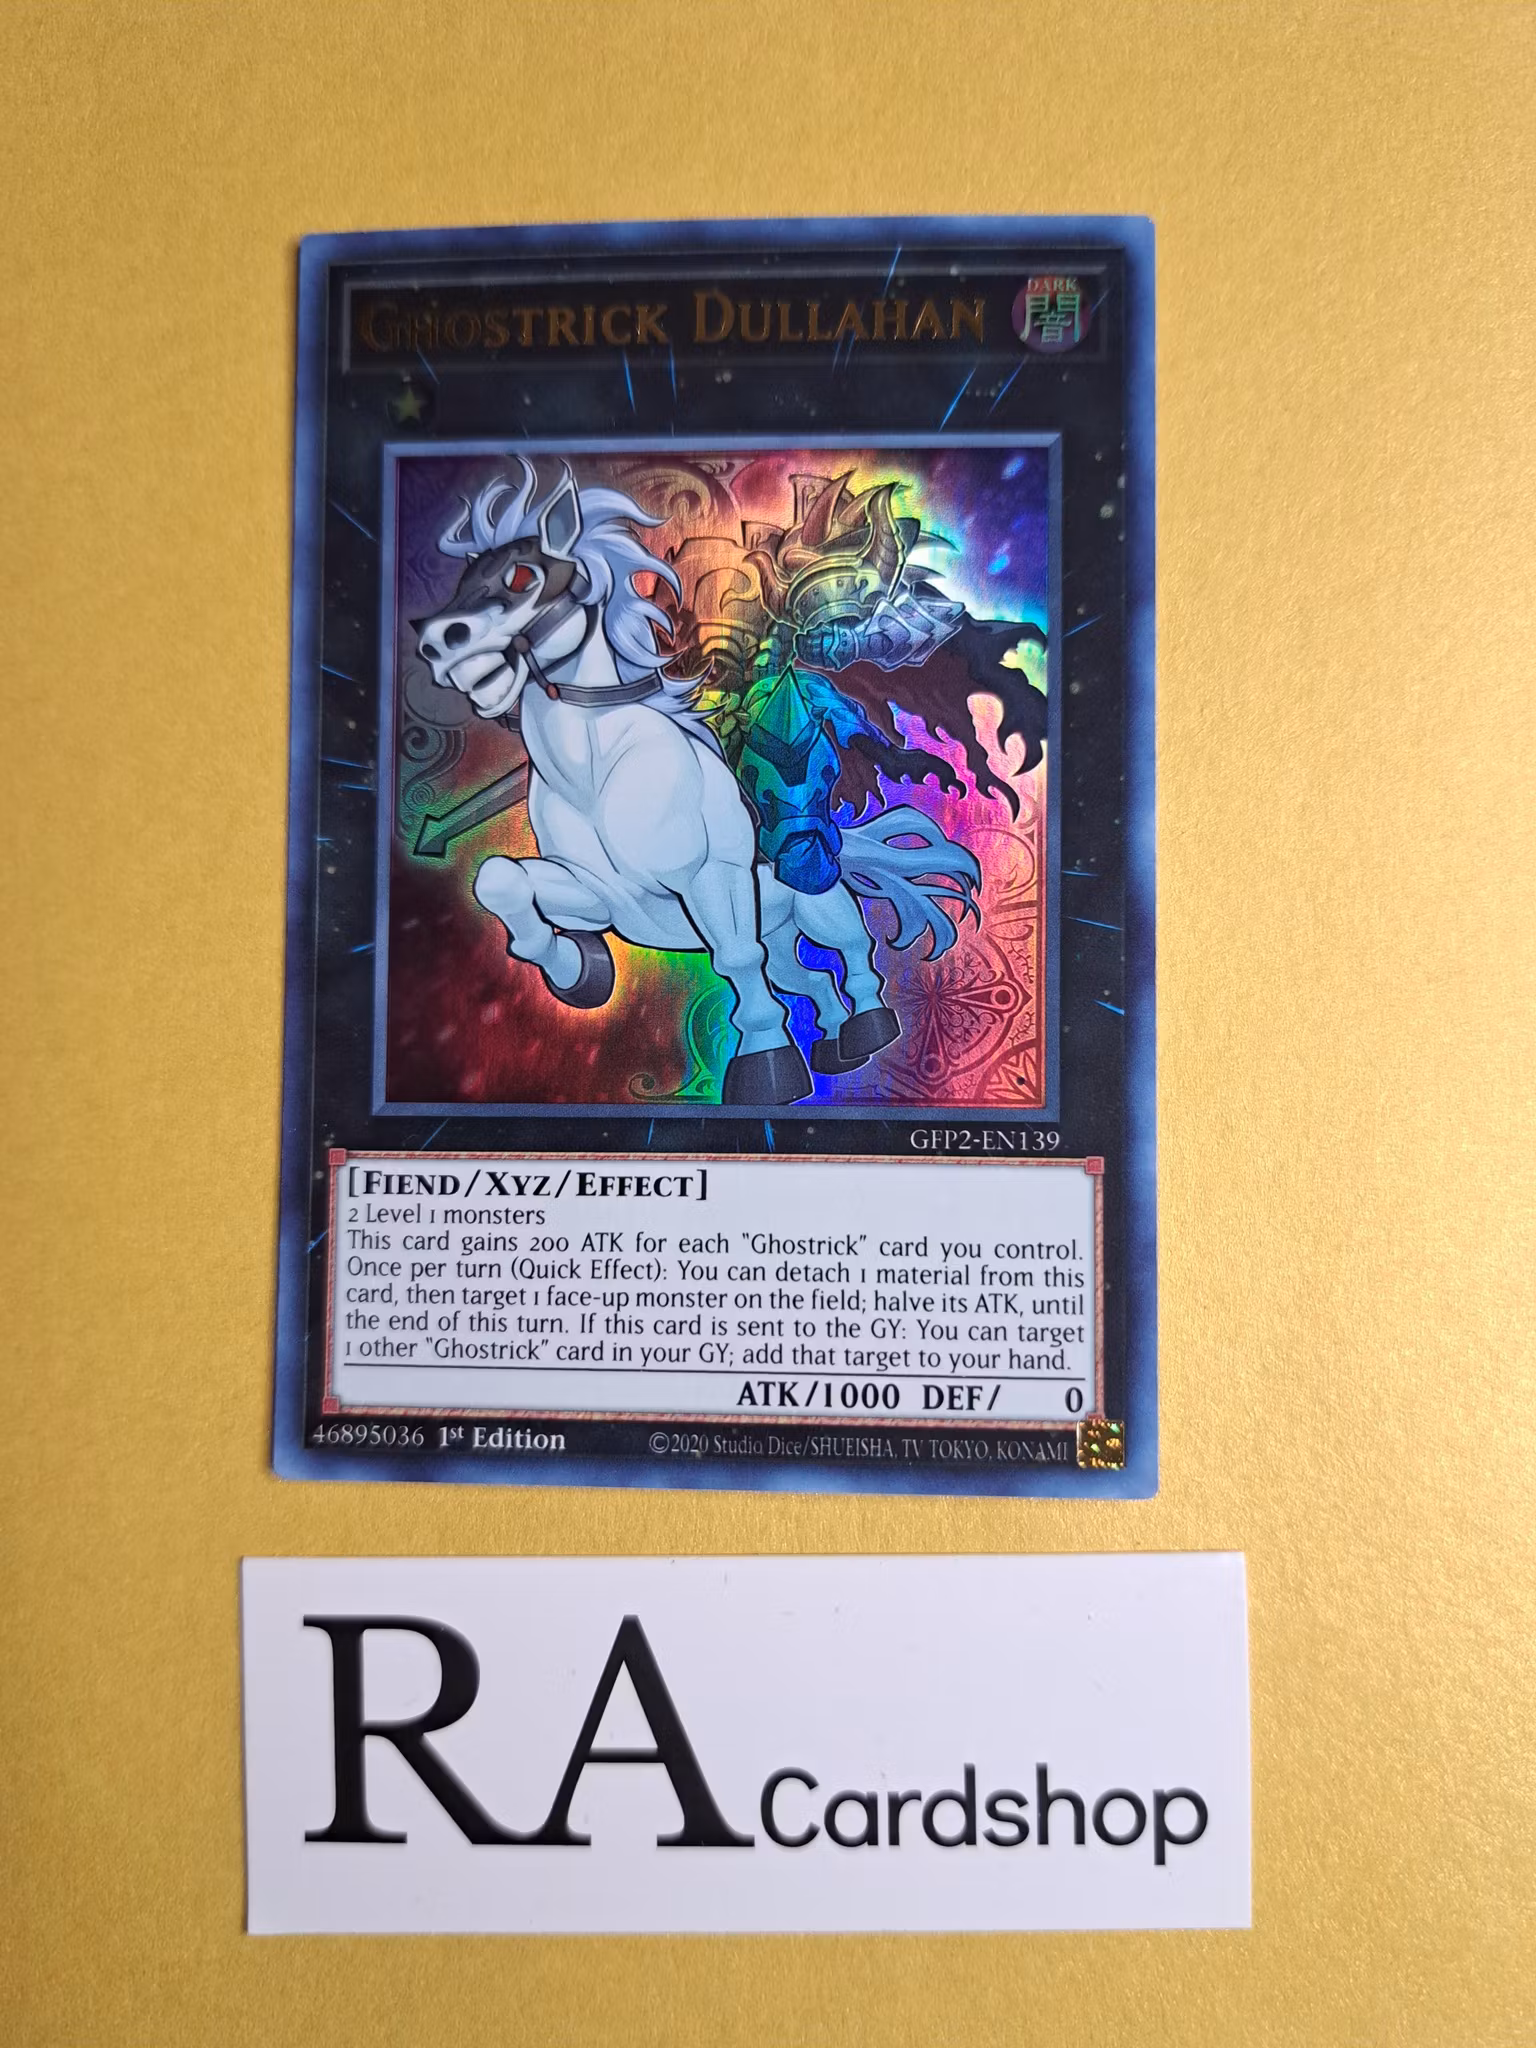 Ghostrick Dullahan
DARK
闇
GFP2-EN139
[Fiend/Xyz/Effect]
2 Level 1 monsters
This card gains 200 ATK for each "Ghostrick" card you control.
Once per turn (Quick Effect): You can detach 1 material from this
card, then target 1 face-up monster on the field; halve its ATK, until
the end of this turn. If this card is sent to the GY: You can target
1 other "Ghostrick" card in your GY; add that target to your hand.
ATK/1000 DEF/ 0
46895036 1st Edition ©2020 Studio Dice/SHUEISHA, TV TOKYO, KONAMI
RA Cardshop